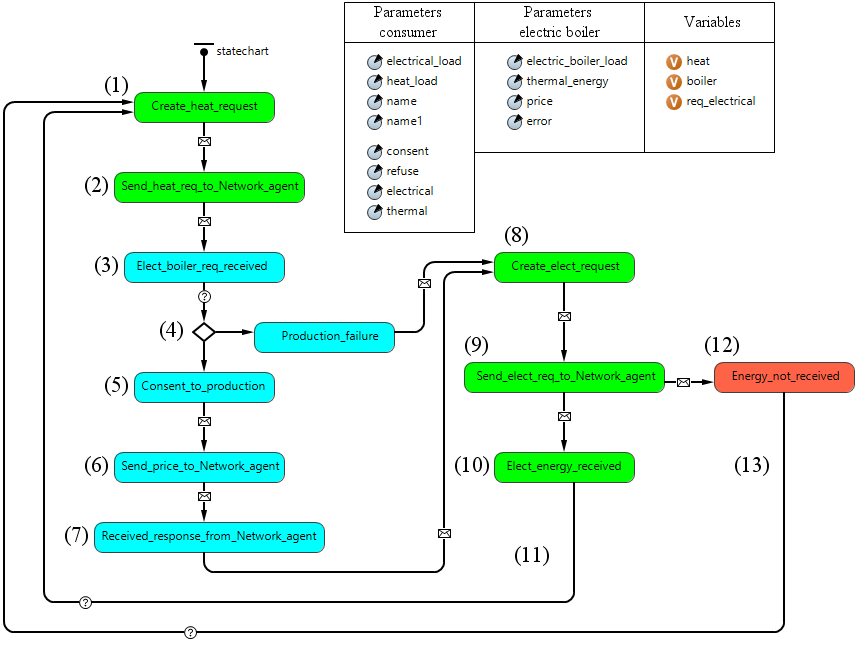 Parameters
consumer
Parameters
electric boiler
Variables
electrical_load
heat_load
name
name1
consent
refuse
electrical
thermal
electric_boiler_load
thermal_energy
price
error
heat
boiler
req_electrical
statechart
(1)
Create_heat_request
(2)
Send_heat_req_to_Network_agent
(3)
Elect_boiler_req_received
?
(4)
Production_failure
(5)
Consent_to_production
(6)
Send_price_to_Network_agent
(7)
Received_response_from_Network_agent
(8)
Create_elect_request
(9)
Send_elect_req_to_Network_agent
(10)
Elect_energy_received
(11)
?
(12)
Energy_not_received
(13)
?